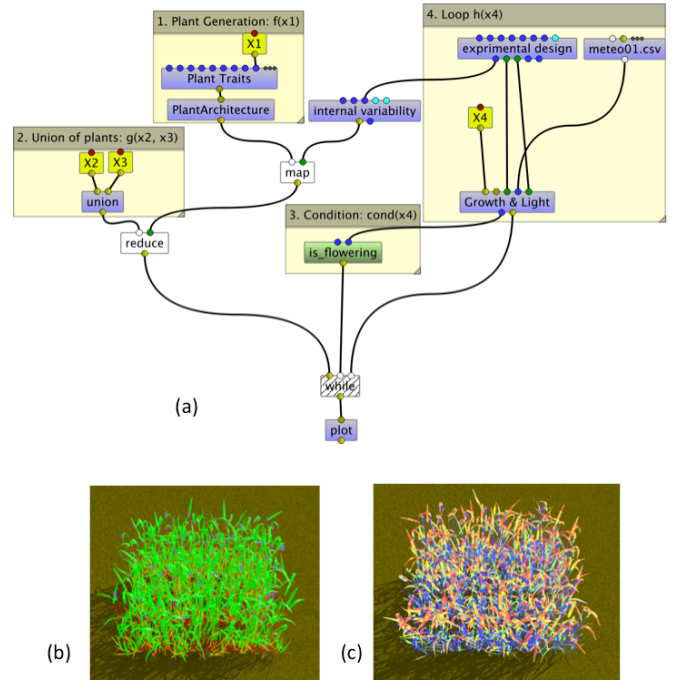 1. Plant Generation: f(x1)
X1
Plant Traits
PlantArchitecture
4. Loop h(x4)
exprimental design
meteo01.csv
internal variability
X4
Growth & Light
2. Union of plants: g(x2, x3)
X2
X3
union
map
reduce
3. Condition: cond(x4)
is_flowering
while
plot
(a)
(b)
(c)